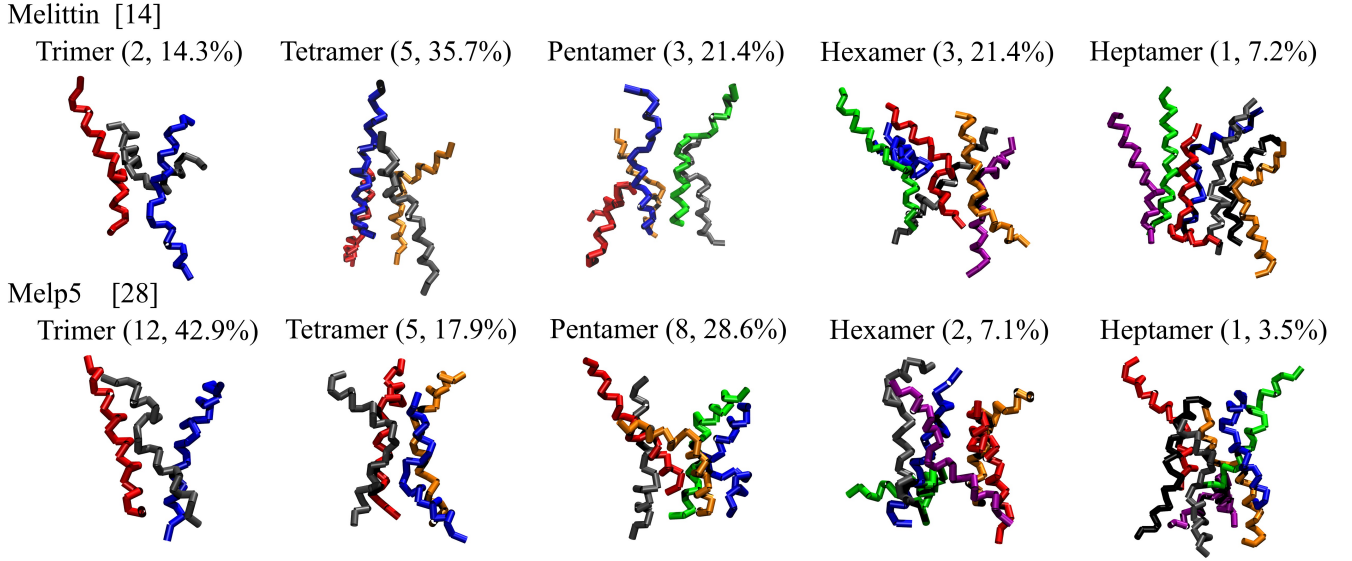 Melittin [14]
Trimer (2, 14.3%) Tetramer (5, 35.7%) Pentamer (3, 21.4%) Hexamer (3, 21.4%) Heptamer (1, 7.2%)
Melp5 [28]
Trimer (12, 42.9%) Tetramer (5, 17.9%) Pentamer (8, 28.6%) Hexamer (2, 7.1%) Heptamer (1, 3.5%)